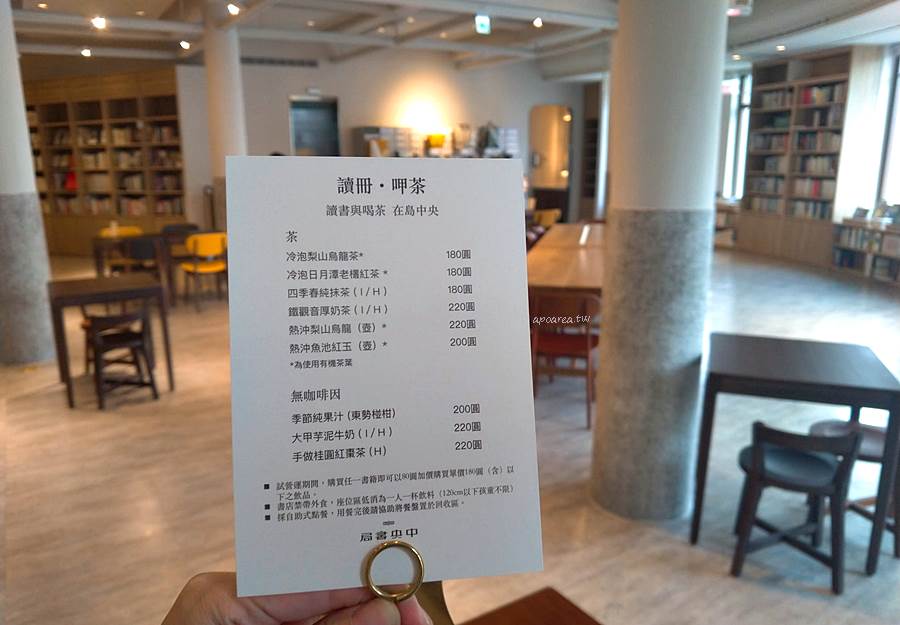 讀冊・呷茶
讀書與喝茶 在島中央
茶
冷泡梨山烏龍茶* 180圓
冷泡日月潭老欉紅茶 * 180圓
四季春純抹茶 ( I / H ) 180圓
鐵觀音厚奶茶 ( I / H ) 220圓
熱沖梨山烏龍（壺）* 220圓
熱沖魚池紅玉（壺）* 200圓
*為使用有機茶葉
無咖啡因
季節純果汁 (東勢椪柑) 200圓
大甲芋泥牛奶 ( I / H ) 220圓
手做桂圓紅棗茶 ( H ) 220圓
■ 試營運期間，購買任一書籍即可以80圓加價購買單價180圓（含）以
下之飲品。
■ 書店禁帶外食，座位區低消為一人一杯飲料（120cm以下孩童不限）
■ 採自助式點餐，用餐完後請協助將餐盤置於回收區。
局書央中
apoarea.tw